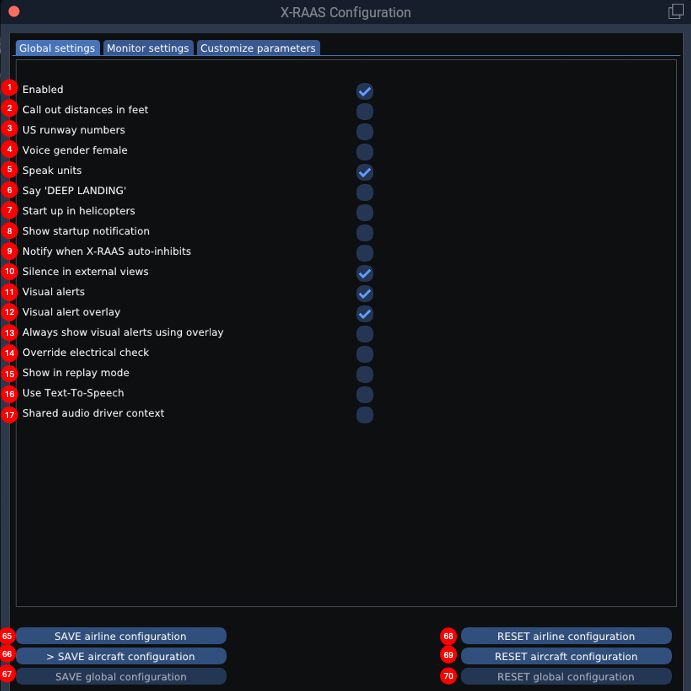 X-RAAS Configuration
Global settings Monitor settings Customize parameters
1 Enabled
2 Call out distances in feet
3 US runway numbers
4 Voice gender female
5 Speak units
6 Say 'DEEP LANDING'
7 Start up in helicopters
8 Show startup notification
9 Notify when X-RAAS auto-inhibits
10 Silence in external views
11 Visual alerts
12 Visual alert overlay
13 Always show visual alerts using overlay
14 Override electrical check
15 Show in replay mode
16 Use Text-To-Speech
17 Shared audio driver context
65 SAVE airline configuration 68 RESET airline configuration
66 > SAVE aircraft configuration 69 RESET aircraft configuration
67 SAVE global configuration 70 RESET global configuration